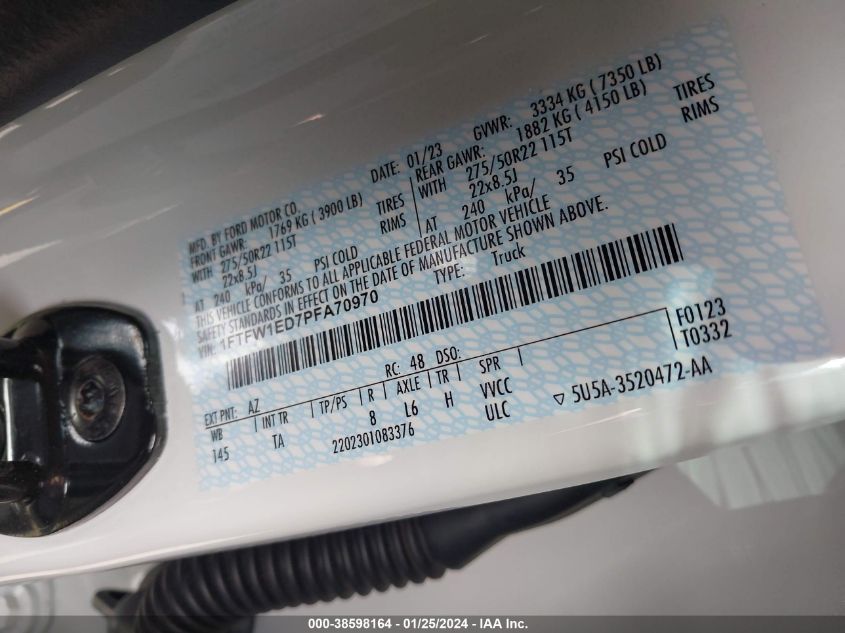 MFD. BY FORD MOTOR CO.
DATE: 01/23 GVWR: 3334 KG ( 7350 LB)
FRONT GAWR: 1769 KG ( 3900 LB) REAR GAWR: 1882 KG ( 4150 LB)
WITH 275/50R22 115T TIRES WITH 275/50R22 115T TIRES
22x8.5J RIMS 22x8.5J RIMS
AT 240 kPa/ 35 PSI COLD AT 240 kPa/ 35 PSI COLD
THIS VEHICLE CONFORMS TO ALL APPLICABLE FEDERAL MOTOR VEHICLE
SAFETY STANDARDS IN EFFECT ON THE DATE OF MANUFACTURE SHOWN ABOVE.
VIN: 1FTFW1ED7PFA70970 TYPE: Truck
F0123
T0332
EXT PNT: AZ RC: 48 DSO:
WB INT TR TP/PS R AXLE TR SPR
145 TA 8 L6 H VVCC
2202301083376 ULC
5U5A-3520472-AA
000-38598164 - 01/25/2024 - IAA Inc.